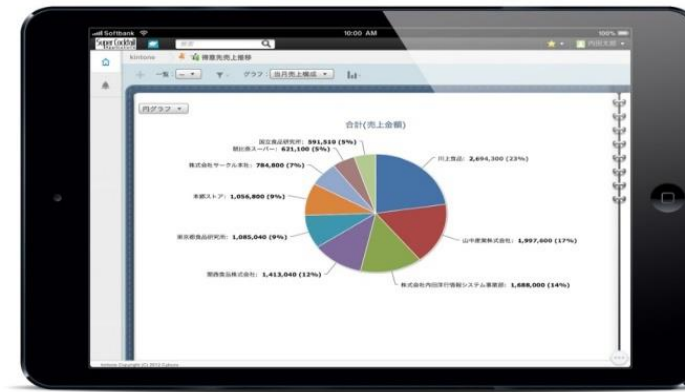 Softbank 10:00 AM 100%
Super Cocktail
kintone 得意先売上推移
一覧: -- グラフ: 当月売上構成
円グラフ
合計(売上金額)
国立食品研究所: 591,510 (5%)
朝比奈スーパー: 621,100 (5%)
川上食品: 2,694,300 (23%)
株式会社サークル本社: 784,800 (7%)
本郷ストア: 1,056,800 (9%)
東京都食品研究所: 1,085,040 (9%)
山中産業株式会社: 1,997,600 (17%)
関西食品株式会社: 1,413,040 (12%)
株式会社内田洋行情報システム事業部: 1,688,000 (14%)
kintone Copyright (C) 2012 Cybozu